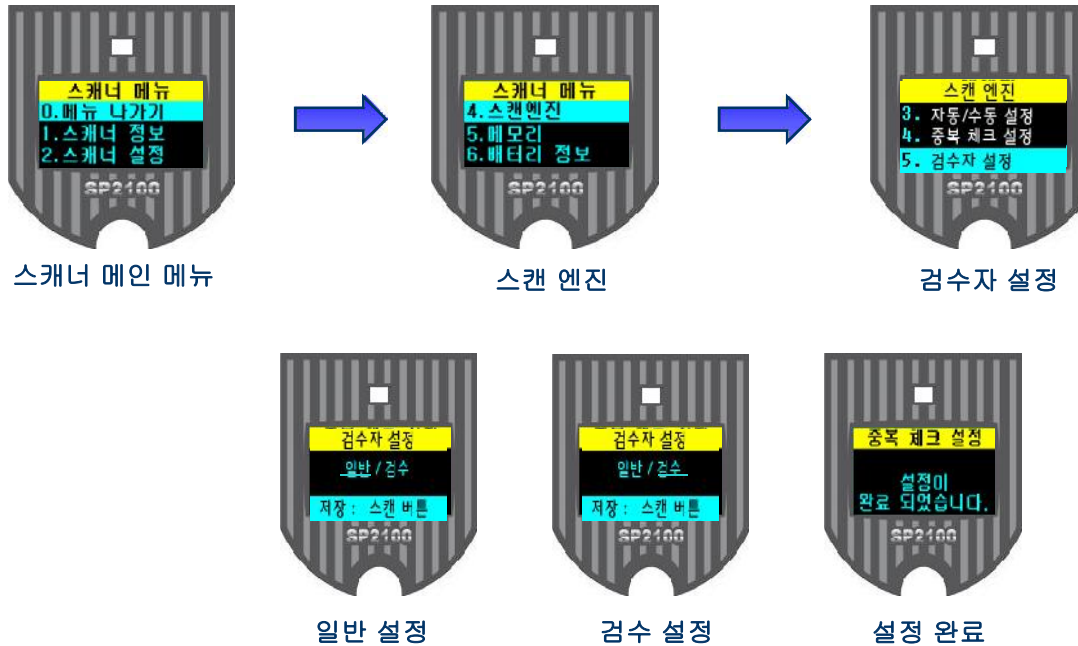 스캐너 메뉴
0.메뉴 나가기
1.스캐너 정보
2.스캐너 설정
SP2100
스캐너 메인 메뉴
스캐너 메뉴
4.스캔엔진
5.메모리
6.배터리 정보
SP2100
스캔 엔진
스캔 엔진
3. 자동/수동 설정
4. 중복 체크 설정
5. 검수자 설정
SP2100
검수자 설정
검수자 설정
일반 / 검수
저장 : 스캔 버튼
SP2100
일반 설정
검수자 설정
일반 / 검수
저장 : 스캔 버튼
SP2100
검수 설정
중복 체크 설정
설정이
완료 되었습니다.
SP2100
설정 완료